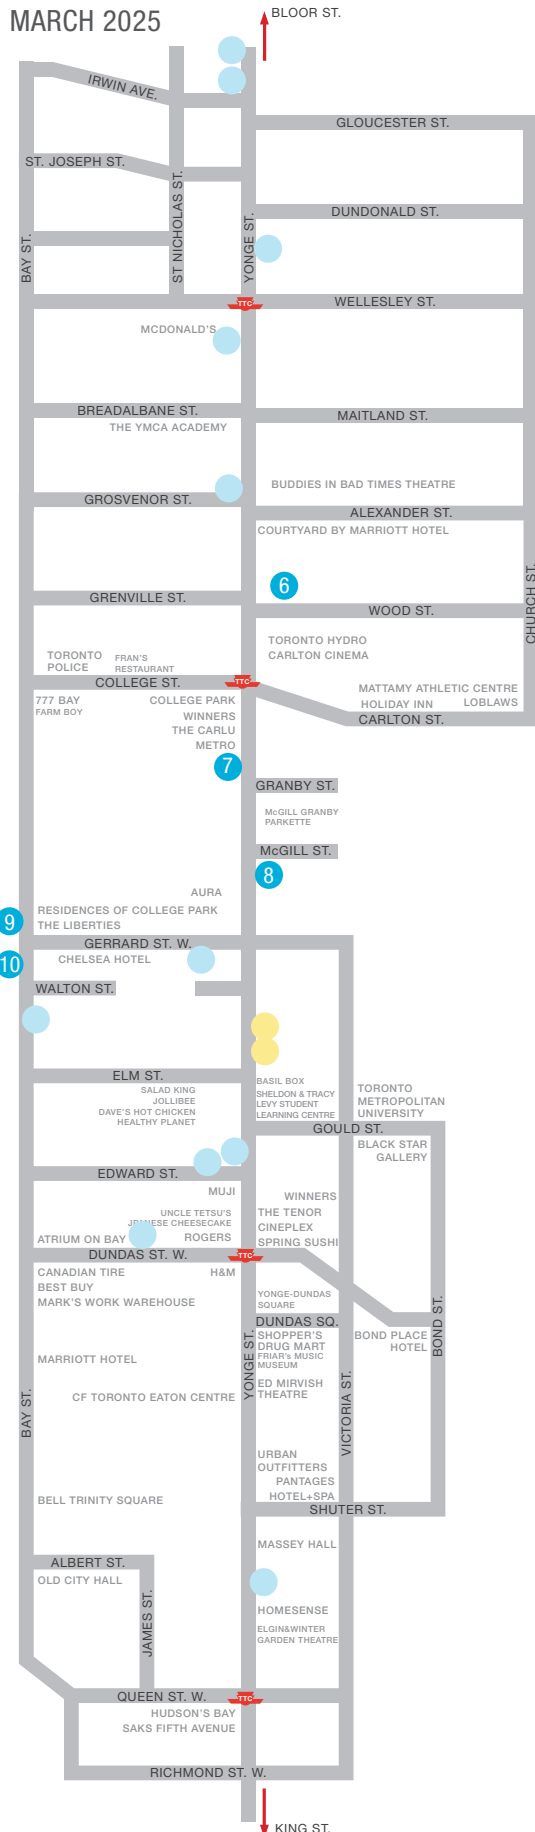 MARCH 2025
BLOOR ST.
IRWIN AVE.
GLOUCESTER ST.
ST. JOSEPH ST.
ST NICHOLAS ST.
DUNDONALD ST.
BAY ST.
YONGE ST.
TTC
WELLESLEY ST.
MCDONALD'S
BREADALBANE ST.
MAITLAND ST.
THE YMCA ACADEMY
BUDDIES IN BAD TIMES THEATRE
GROSVENOR ST.
ALEXANDER ST.
COURTYARD BY MARRIOTT HOTEL
6
CHURCH ST.
GRENVILLE ST.
WOOD ST.
TORONTO HYDRO
CARLTON CINEMA
TORONTO
POLICE
FRAN'S
RESTAURANT
COLLEGE ST.
TTC
777 BAY
FARM BOY
COLLEGE PARK
WINNERS
THE CARLU
METRO
MATTAMY ATHLETIC CENTRE
HOLIDAY INN
LOBLAWS
CARLTON ST.
7
GRANBY ST.
McGILL GRANBY
PARKETTE
McGILL ST.
8
AURA
9
RESIDENCES OF COLLEGE PARK
THE LIBERTIES
GERRARD ST. W.
10
CHELSEA HOTEL
WALTON ST.
ELM ST.
SALAD KING
JOLLIBEE
DAVE'S HOT CHICKEN
HEALTHY PLANET
BASIL BOX
SHELDON & TRACY
LEVY STUDENT
LEARNING CENTRE
TORONTO
METROPOLITAN
UNIVERSITY
GOULD ST.
BLACK STAR
GALLERY
EDWARD ST.
MUJI
WINNERS
UNCLE TETSU'S
JPANESE CHEESECAKE
THE TENOR
CINEPLEX
SPRING SUSHI
ATRIUM ON BAY
ROGERS
DUNDAS ST. W.
TTC
CANADIAN TIRE
BEST BUY
MARK'S WORK WAREHOUSE
H&M
YONGE-DUNDAS
SQUARE
DUNDAS SQ.
SHOPPER'S
DRUG MART
FRIAR's MUSIC
MUSEUM
BOND PLACE
HOTEL
BOND ST.
MARRIOTT HOTEL
ED MIRVISH
THEATRE
YONGE ST.
VICTORIA ST.
BAY ST.
CF TORONTO EATON CENTRE
URBAN
OUTFITTERS
PANTAGES
HOTEL+SPA
BELL TRINITY SQUARE
SHUTER ST.
MASSEY HALL
ALBERT ST.
OLD CITY HALL
JAMES ST.
HOMESENSE
ELGIN&WINTER
GARDEN THEATRE
QUEEN ST. W.
TTC
HUDSON'S BAY
SAKS FIFTH AVENUE
RICHMOND ST. W.
KING ST.